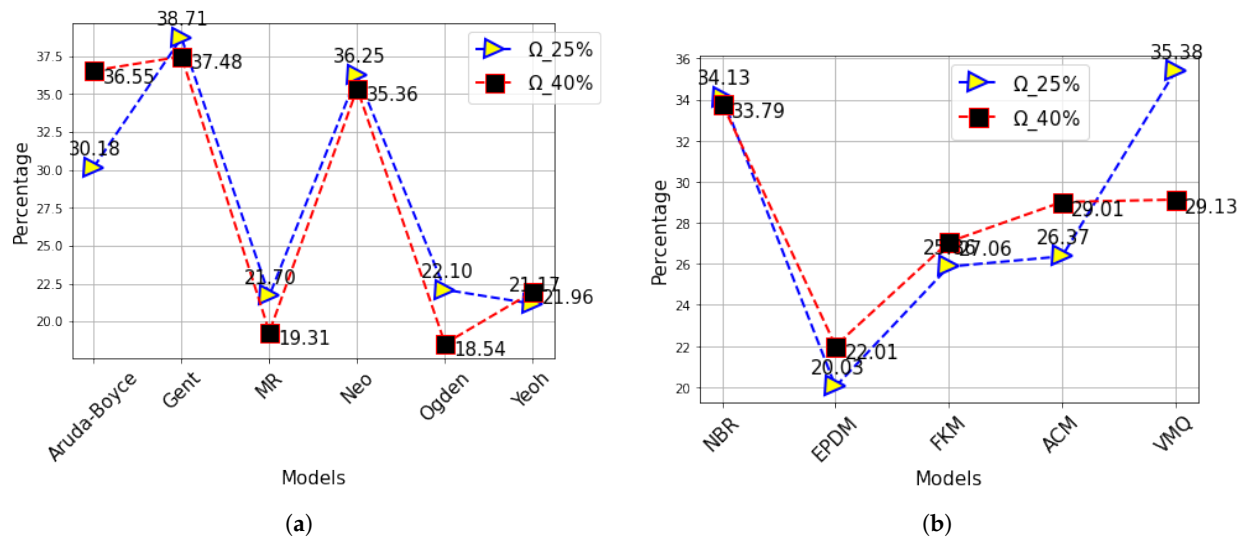 38.71
37.5
35.0
32.5
30.0
27.5
25.0
22.5
20.0
Percentage
36.55
30.18
37.48
21.70
19.31
36.25
35.36
22.10
18.54
21.17
21.96
Ω_25%
Ω_40%
Aruda-Boyce
Gent
MR
Neo
Ogden
Yeoh
Models
(a)
36
34
32
30
28
26
24
22
20
Percentage
34.13
33.79
20.03
22.01
27.06
26.37
29.01
35.38
29.13
Ω_25%
Ω_40%
NBR
EPDM
FKM
ACM
VMQ
Models
(b)